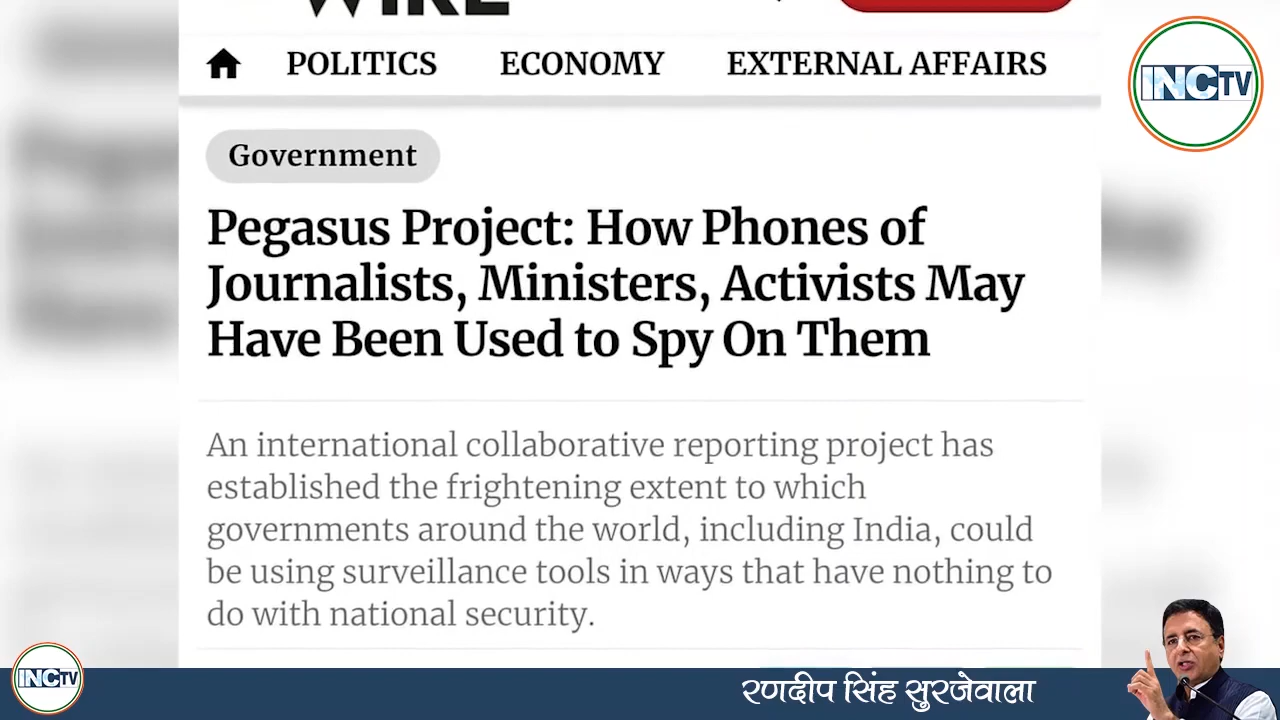 WIRE
POLITICS ECONOMY EXTERNAL AFFAIRS
INCTV
Government
Pegasus Project: How Phones of
Journalists, Ministers, Activists May
Have Been Used to Spy On Them
An international collaborative reporting project has
established the frightening extent to which
governments around the world, including India, could
be using surveillance tools in ways that have nothing to
do with national security.
INCTV
रणदीप सिंह सुरजेवाला